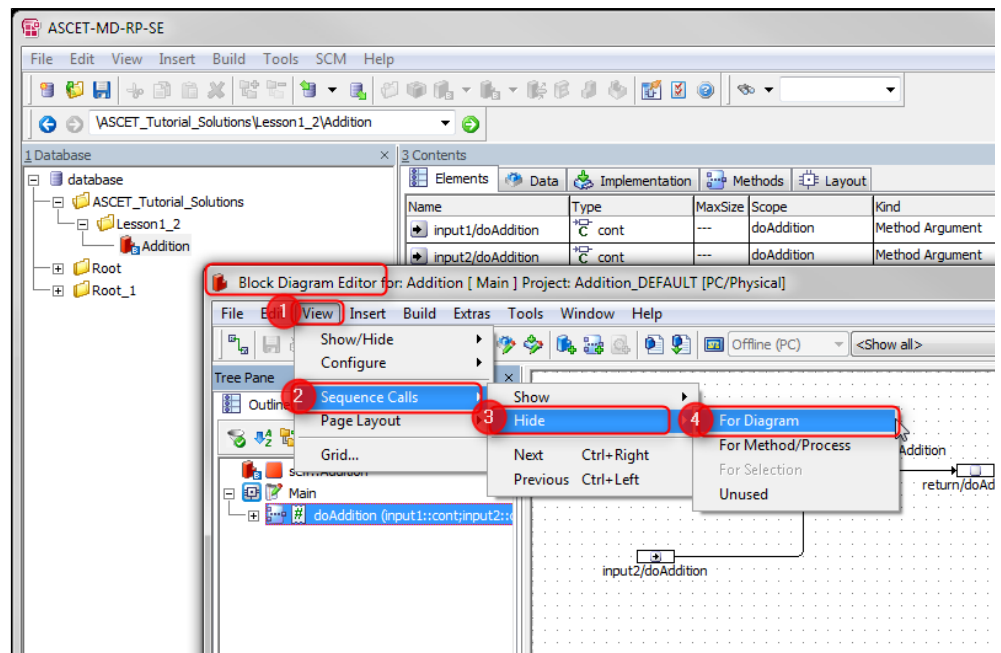 ASCET-MD-RP-SE
File Edit View Insert Build Tools SCM Help
\ASCET_Tutorial_Solutions\Lesson1_2\Addition
1 Database
3 Contents
database
ASCET_Tutorial_Solutions
Lesson1_2
Addition
Root
Root_1
Elements Data Implementation Methods Layout
Name Type MaxSize Scope Kind
input1/doAddition cont --- doAddition Method Argument
input2/doAddition cont --- doAddition Method Argument
Block Diagram Editor for: Addition [ Main ] Project: Addition_DEFAULT [PC/Physical]
File View Insert Build Extras Tools Window Help
1
Offline (PC) <Show all>
Show/Hide
Configure
2 Sequence Calls
Page Layout
Grid...
Show
3 Hide
Next Ctrl+Right
Previous Ctrl+Left
4 For Diagram
For Method/Process
For Selection
Unused
Tree Pane
Main
doAddition (input1::cont;input2::
Addition
input2/doAddition